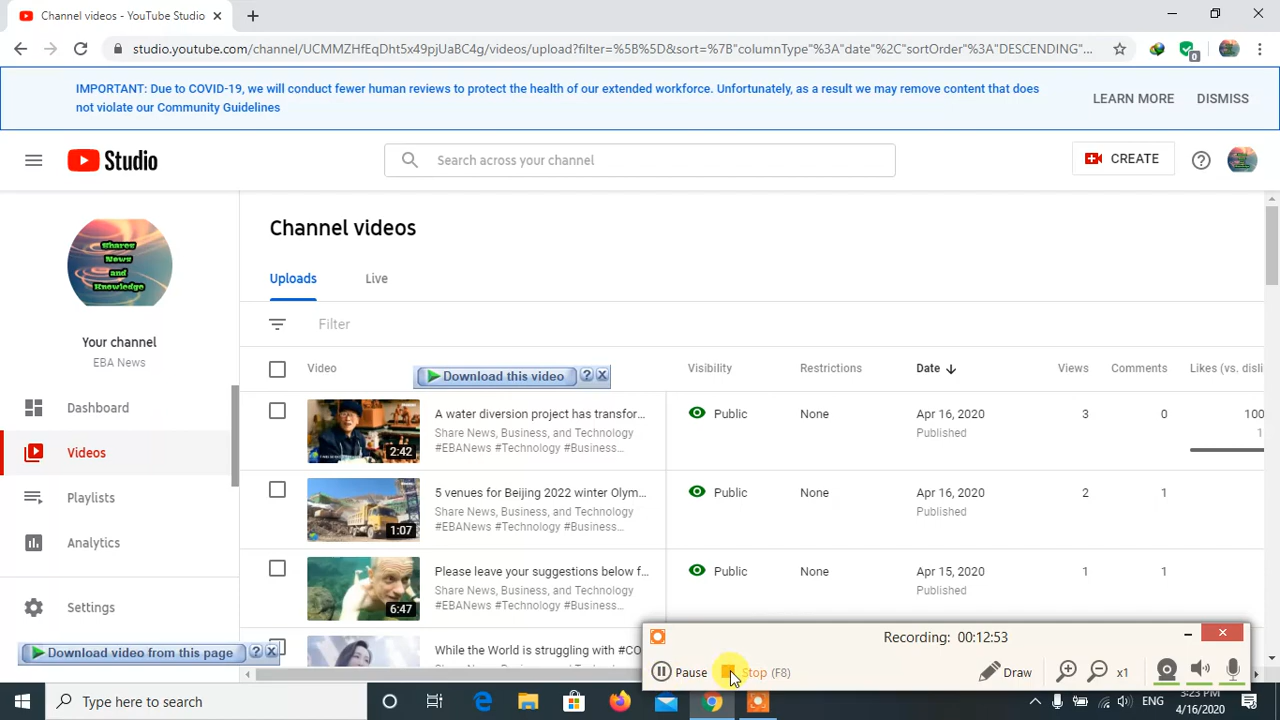 Channel videos - YouTube Studio
studio.youtube.com/channel/UCMMZHfEqDht5x49pjUaBC4g/videos/upload?filter=%5B%5D&sort=%7B"columnType"%3A"date"%2C"sortOrder"%3A"DESCENDING"...
IMPORTANT: Due to COVID-19, we will conduct fewer human reviews to protect the health of our extended workforce. Unfortunately, as a result we may remove content that does
not violate our Community Guidelines
LEARN MORE
DISMISS
Studio
Search across your channel
CREATE
Shares
News
and
Knowledge
Your channel
EBA News
Dashboard
Videos
Playlists
Analytics
Settings
Download video from this page
Channel videos
Uploads Live
Filter
Video Visibility Restrictions Date Views Comments Likes (vs. disli
Download this video
A water diversion project has transfor... Public None Apr 16, 2020 3 0 100
Share News, Business, and Technology Published 1
#EBANews #Technology #Business...
2:42
5 venues for Beijing 2022 winter Olym... Public None Apr 16, 2020 2 1
Share News, Business, and Technology Published
#EBANews #Technology #Business...
1:07
Please leave your suggestions below f... Public None Apr 15, 2020 1 1
Share News, Business, and Technology Published
#EBANews #Technology #Business...
6:47
While the World is struggling with #CO
Recording: 00:12:53
Pause Stop (F8) Draw x1
Type here to search
ENG
3:23 PM
4/16/2020